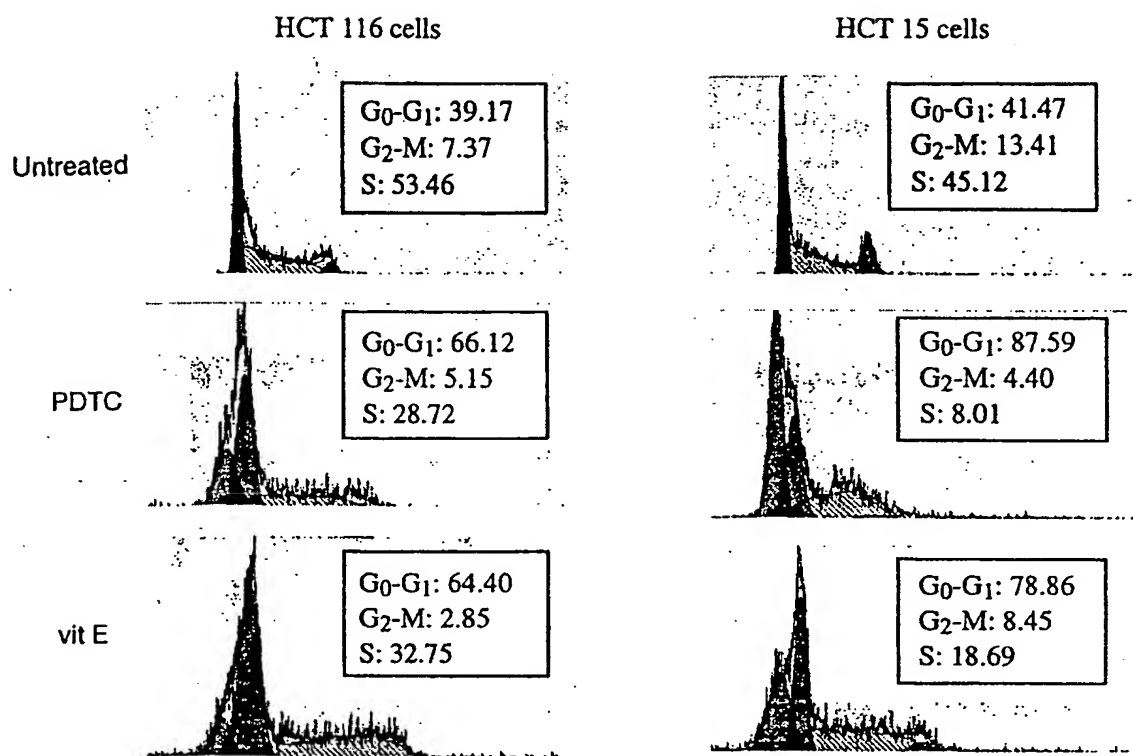 HCT 116 cells
HCT 15 cells
Untreated
G0-G1: 39.17
G2-M: 7.37
S: 53.46
G0-G1: 41.47
G2-M: 13.41
S: 45.12
PDTC
G0-G1: 66.12
G2-M: 5.15
S: 28.72
G0-G1: 87.59
G2-M: 4.40
S: 8.01
vit E
G0-G1: 64.40
G2-M: 2.85
S: 32.75
G0-G1: 78.86
G2-M: 8.45
S: 18.69